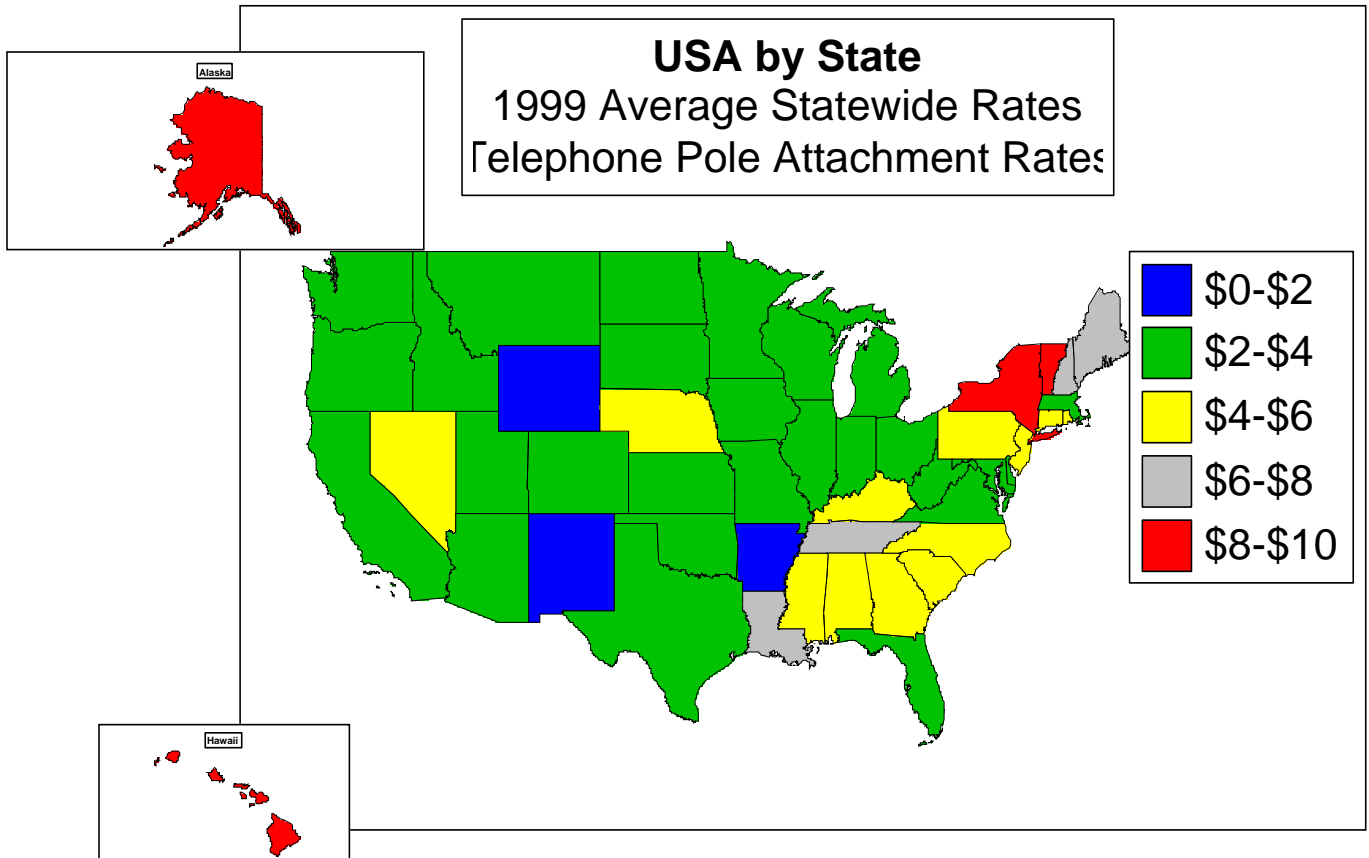 USA by State
1999 Average Statewide Rates
Telephone Pole Attachment Rates
Alaska
$0-$2
$2-$4
$4-$6
$6-$8
$8-$10
Hawaii